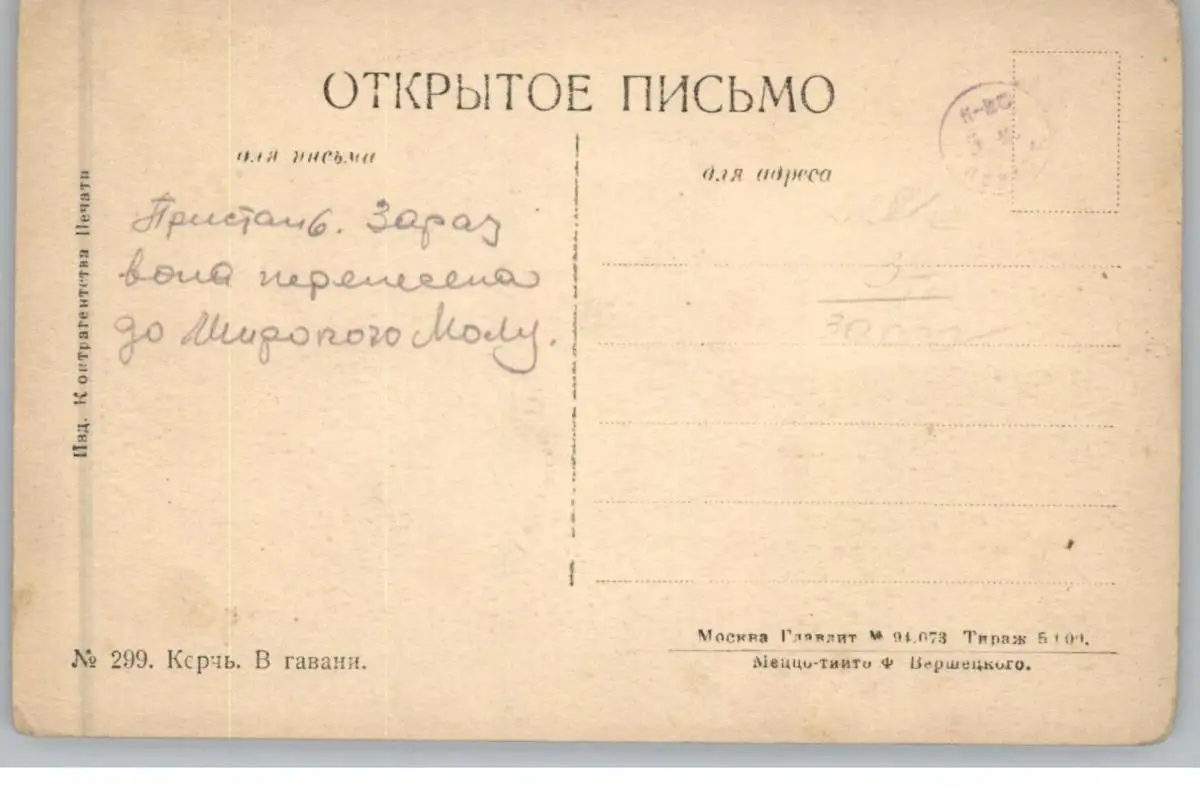 ОТКРЫТОЕ ПИСЬМО
для письма
для адреса
Пристань. Зараз
вона перенесена
до Широкого Молу.
Изд. Контрагентства Печати
№ 299. Керчь. В гавани.
Москва Главлит № 94.073 Тираж
Меццо-тинто Ф Вершецкого.